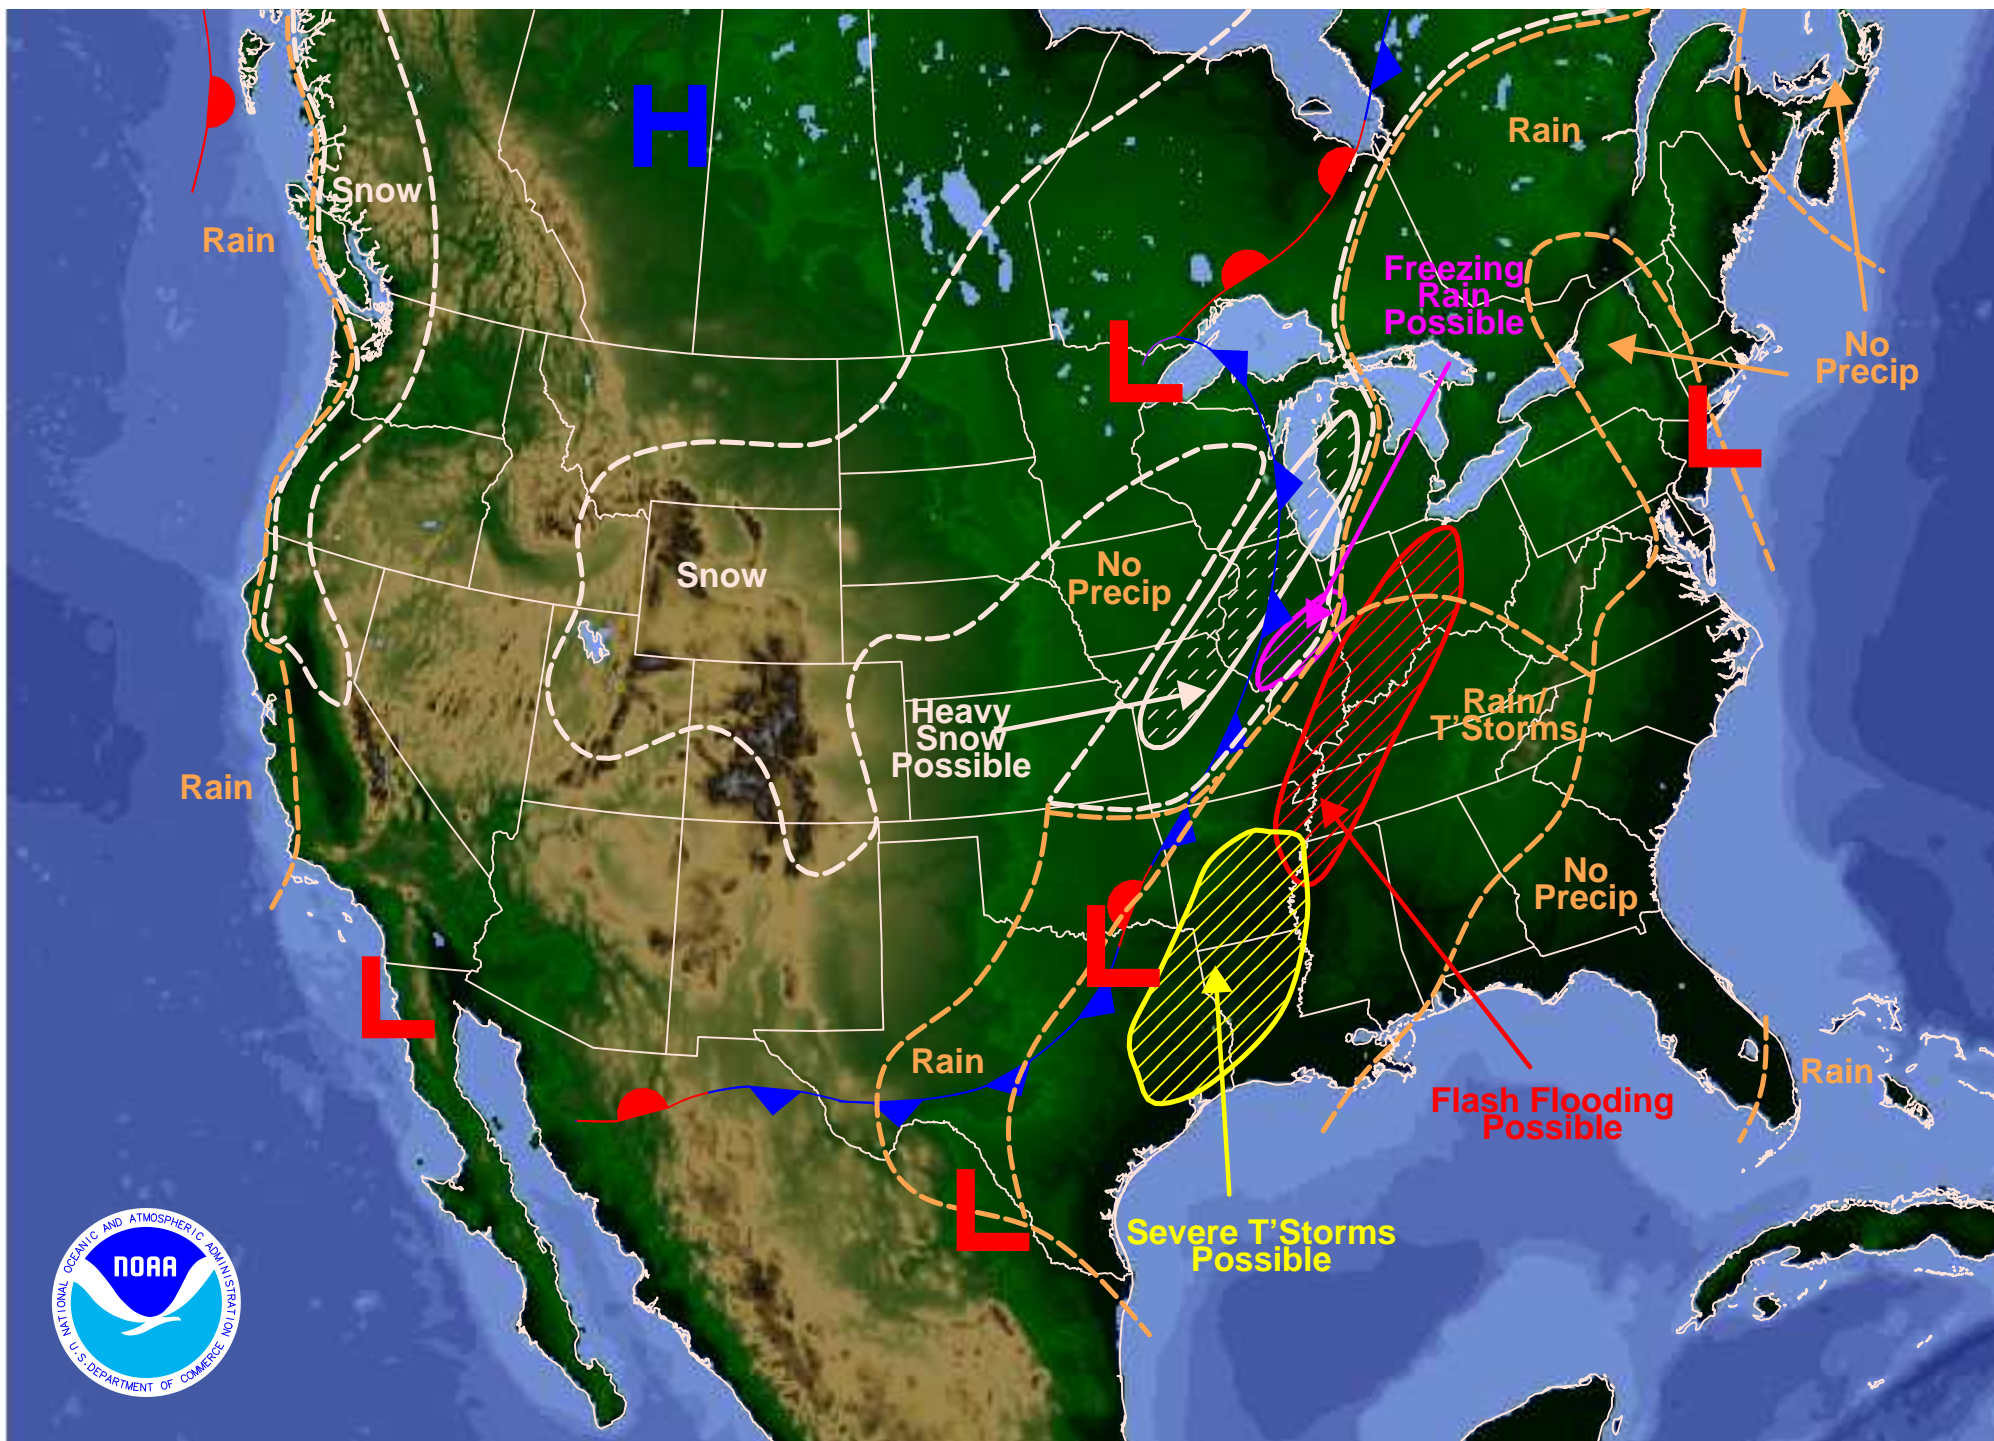 H
Rain
Snow
Rain
Freezing
Rain
Possible
L
No
Precip
L
No
Precip
Snow
Heavy
Snow
Possible
Rain/
T'Storms
Rain
No
Precip
L
L
Rain
Rain
Flash Flooding
Possible
L
Severe T'Storms
Possible
NATIONAL OCEANIC AND ATMOSPHERIC ADMINISTRATION
NOAA
U.S. DEPARTMENT OF COMMERCE